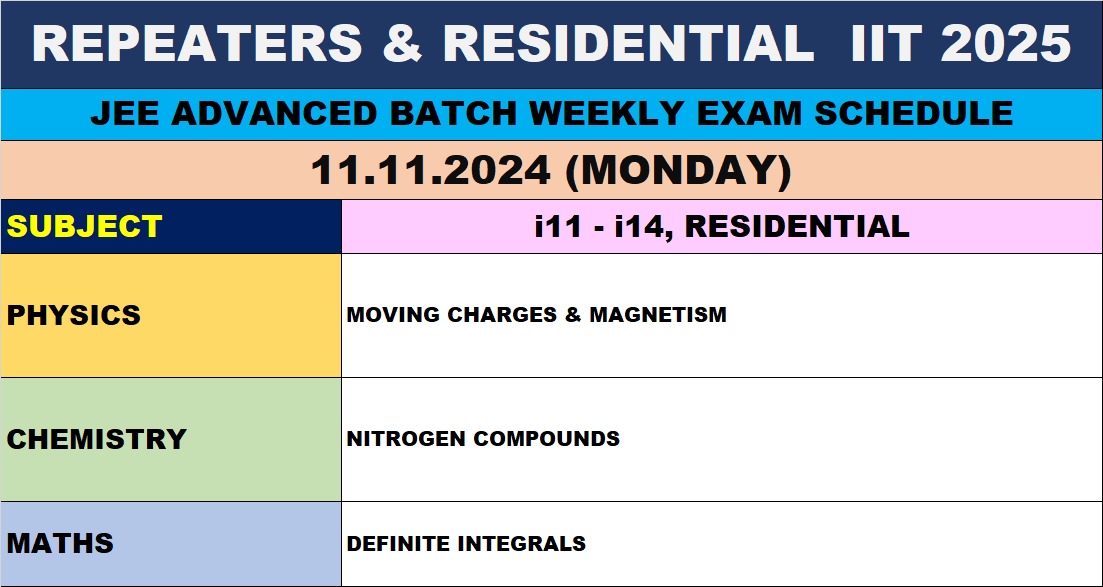 REPEATERS & RESIDENTIAL IIT 2025
JEE ADVANCED BATCH WEEKLY EXAM SCHEDULE
11.11.2024 (MONDAY)
SUBJECT i11 - i14, RESIDENTIAL
PHYSICS MOVING CHARGES & MAGNETISM
CHEMISTRY NITROGEN COMPOUNDS
MATHS DEFINITE INTEGRALS